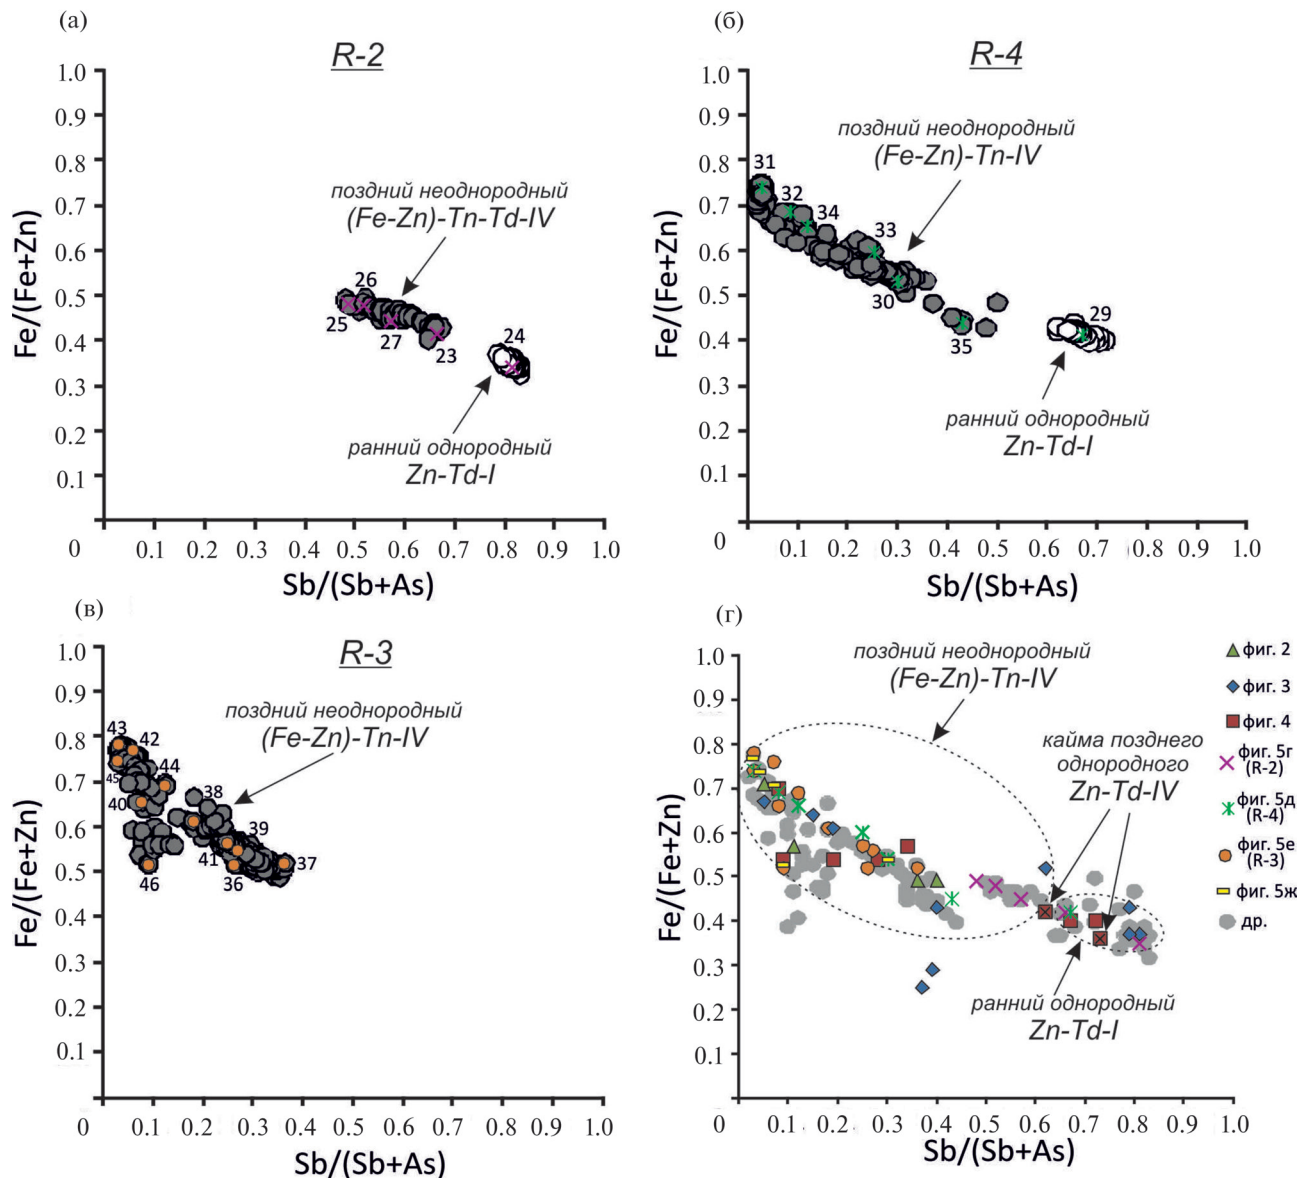 (а)
R-2
1.0
0.9
0.8
0.7
0.6
0.5
0.4
0.3
0.2
0.1
0
Fe/(Fe+Zn)
поздний неоднородный
(Fe-Zn)-Tn-Td-IV
26
25
27
23
24
ранний однородный
Zn-Td-I
0.1 0.2 0.3 0.4 0.5 0.6 0.7 0.8 0.9 1.0
Sb/(Sb+As)
(б)
R-4
1.0
0.9
0.8
0.7
0.6
0.5
0.4
0.3
0.2
0.1
0
Fe/(Fe+Zn)
поздний неоднородный
(Fe-Zn)-Tn-IV
31
32
34
33
30
35
29
ранний однородный
Zn-Td-I
0.1 0.2 0.3 0.4 0.5 0.6 0.7 0.8 0.9 1.0
Sb/(Sb+As)
(в)
R-3
1.0
0.9
0.8
0.7
0.6
0.5
0.4
0.3
0.2
0.1
Fe/(Fe+Zn)
поздний неоднородный
(Fe-Zn)-Tn-IV
43
42
45
44
40
38
39
41
36
37
46
0 0.1 0.2 0.3 0.4 0.5 0.6 0.7 0.8 0.9 1.0
Sb/(Sb+As)
(г)
1.0
0.9
0.8
0.7
0.6
0.5
0.4
0.3
0.2
0.1
Fe/(Fe+Zn)
поздний неоднородный
(Fe-Zn)-Tn-IV
кайма позднего
однородного
Zn-Td-IV
ранний однородный
Zn-Td-I
0 0.1 0.2 0.3 0.4 0.5 0.6 0.7 0.8 0.9 1.0
Sb/(Sb+As)
фиг. 2
фиг. 3
фиг. 4
фиг. 5г
(R-2)
фиг. 5д
(R-4)
фиг. 5е
(R-3)
фиг. 5ж
др.